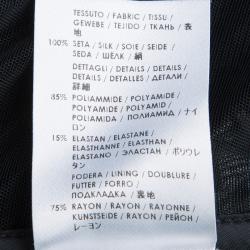 TESSUTO / FABRIC / TISSU /
GEWEBE / TEJIDO / ТКАНЬ / 表
地
100% SETA / SILK / SOIE / SEIDE /
SEDA / ШЁЛК / 絹
DETTAGLI / DETAILS / DETAILS
/ DETAILS / DETALLES / ДЕТАЛИ /
詳細
85% POLIAMMIDE / POLYAMID /
POLYAMIDE / POLYAMID /
POLIAMIDA / ПОЛИАМИД / ナイ
ロン
15% ELASTAN / ELASTANE /
ELASTHANNE / ELASTHAN /
ELASTANO / ЭЛАСТАН / ポリウレ
タン
FODERA / LINING / DOUBLURE /
FUTTER / FORRO /
ПОДКЛАДКА / 裏地
75% RAYON / RAYON / RAYONNE /
KUNSTSEIDE / RAYON / РЕЙОН /
レーヨン